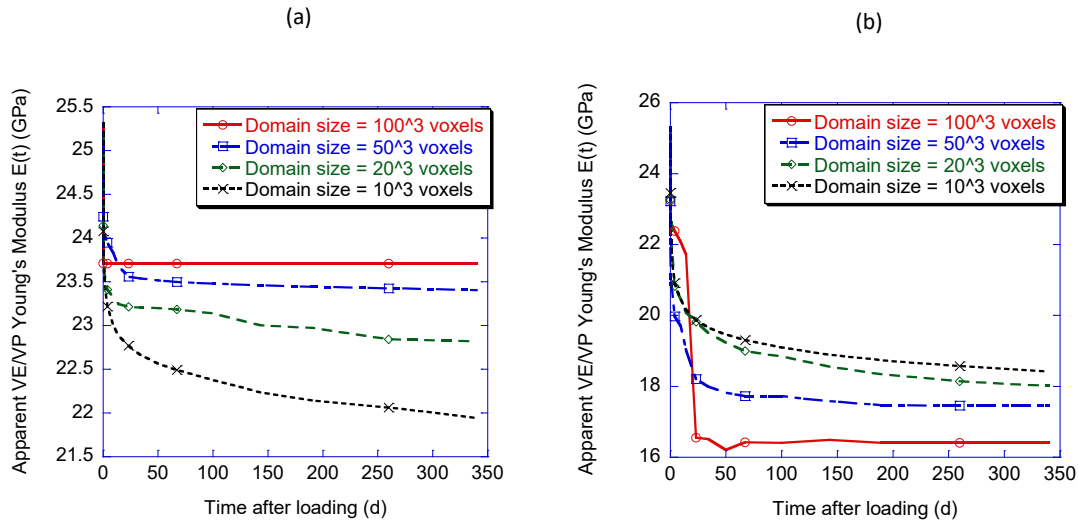 (a)
Apparent VE/VP Young's Modulus E(t) (GPa)
25.5
25
24.5
24
23.5
23
22.5
22
21.5
Domain size = 100^3 voxels
Domain size = 50^3 voxels
Domain size = 20^3 voxels
Domain size = 10^3 voxels
0 50 100 150 200 250 300 350
Time after loading (d)
(b)
Apparent VE/VP Young's Modulus E(t) (GPa)
26
24
22
20
18
16
Domain size = 100^3 voxels
Domain size = 50^3 voxels
Domain size = 20^3 voxels
Domain size = 10^3 voxels
0 50 100 150 200 250 300 350
Time after loading (d)